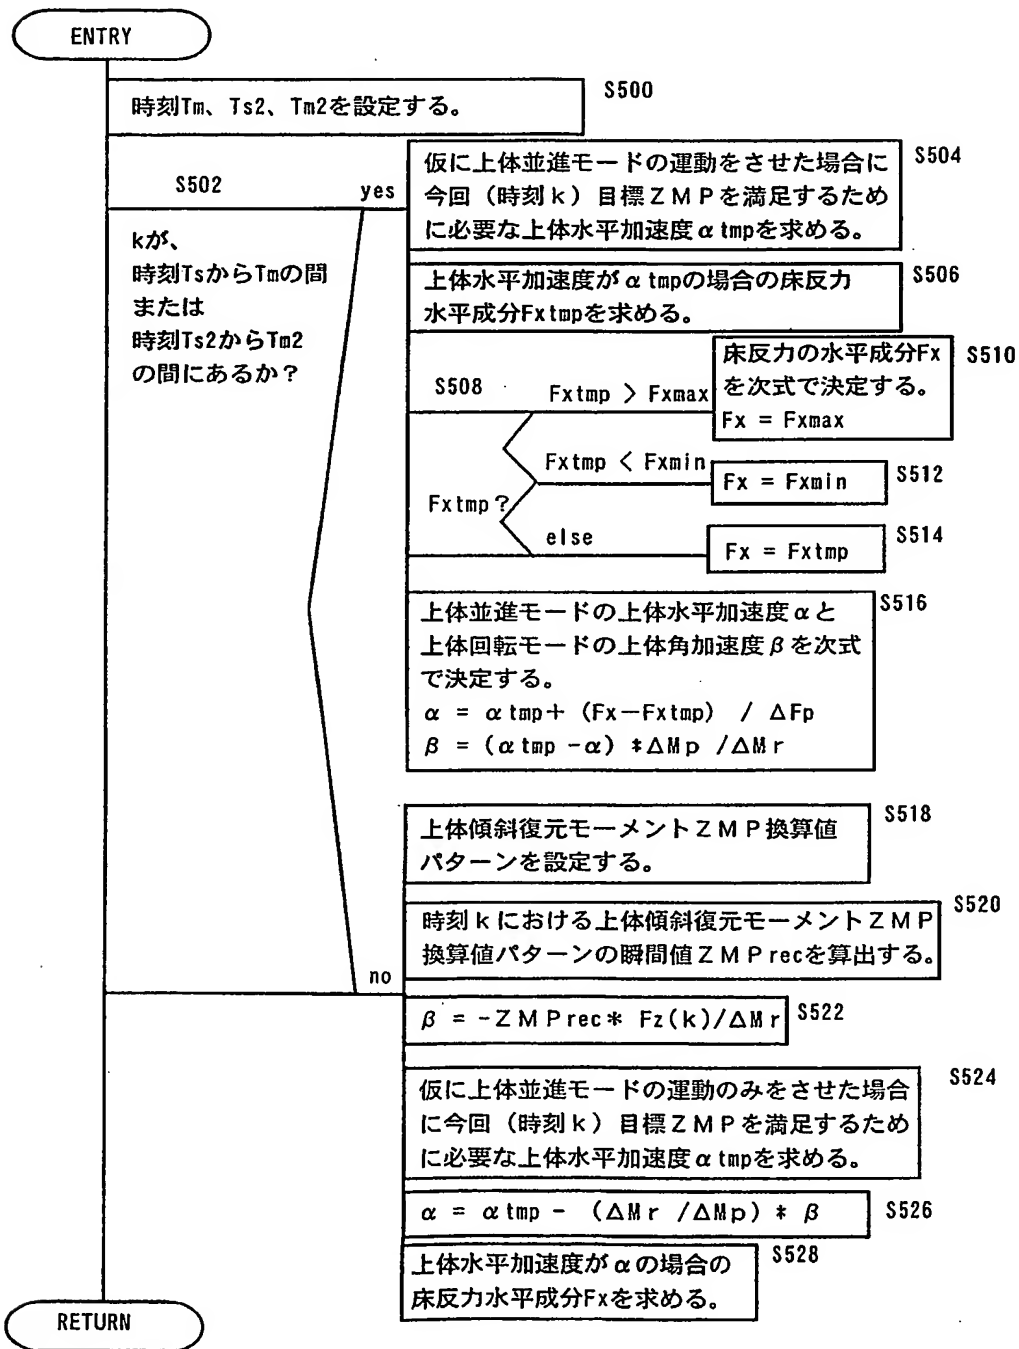 ENTRY
時刻Tm、Ts2、Tm2を設定する。
S500
S502
yes
kが、
時刻TsからTmの間
または
時刻Ts2からTm2
の間にあるか？
仮に上体並進モードの運動をさせた場合に
今回（時刻k）目標ZMPを満足するため
に必要な上体水平加速度αtmpを求める。
S504
上体水平加速度がαtmpの場合の床反力
水平成分Fxtmpを求める。
S506
S508
Fxtmp?
Fxtmp > Fxmax
床反力の水平成分Fx
を次式で決定する。
Fx = Fxmax
S510
Fxtmp < Fxmin
Fx = Fxmin
S512
else
Fx = Fxtmp
S514
上体並進モードの上体水平加速度αと
上体回転モードの上体角加速度βを次式
で決定する。
α = αtmp+ (Fx-Fxtmp) / ΔFp
β = (αtmp -α) *ΔMp /ΔMr
S516
no
上体傾斜復元モーメントZMP換算値
パターンを設定する。
S518
時刻kにおける上体傾斜復元モーメントZMP
換算値パターンの瞬間値ZMPrecを算出する。
S520
β = -ZMPrec* Fz(k)/ΔMr
S522
仮に上体並進モードの運動のみをさせた場合
に今回（時刻k）目標ZMPを満足するため
に必要な上体水平加速度αtmpを求める。
S524
α = αtmp - (ΔMr /ΔMp) * β
S526
上体水平加速度がαの場合の
床反力水平成分Fxを求める。
S528
RETURN